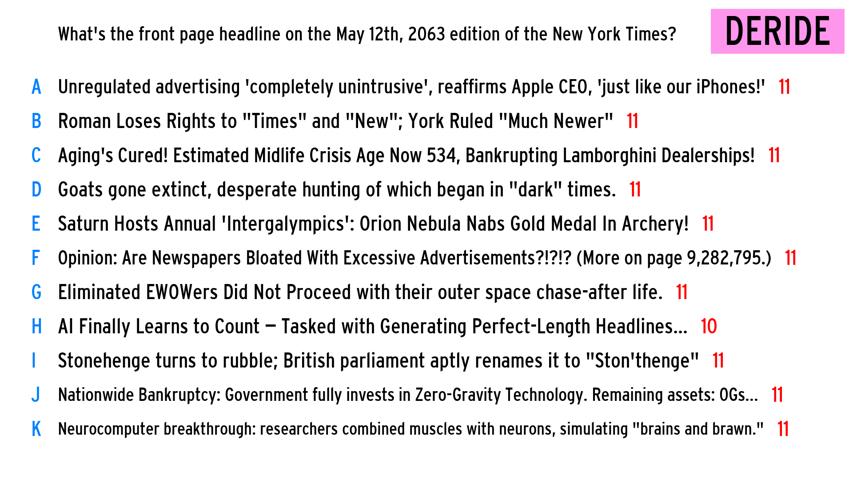 What's the front page headline on the May 12th, 2063 edition of the New York Times?
DERIDE
A Unregulated advertising 'completely unintrusive', reaffirms Apple CEO, 'just like our iPhones!' 11
B Roman Loses Rights to "Times" and "New"; York Ruled "Much Newer" 11
C Aging's Cured! Estimated Midlife Crisis Age Now 534, Bankrupting Lamborghini Dealerships! 11
D Goats gone extinct, desperate hunting of which began in "dark" times. 11
E Saturn Hosts Annual 'Intergalympics': Orion Nebula Nabs Gold Medal In Archery! 11
F Opinion: Are Newspapers Bloated With Excessive Advertisements?!?!? (More on page 9,282,795.) 11
G Eliminated EWOWers Did Not Proceed with their outer space chase-after life. 11
H AI Finally Learns to Count – Tasked with Generating Perfect-Length Headlines... 10
I Stonehenge turns to rubble; British parliament aptly renames it to "Ston'thenge" 11
J Nationwide Bankruptcy: Government fully invests in Zero-Gravity Technology. Remaining assets: OGs... 11
K Neurocomputer breakthrough: researchers combined muscles with neurons, simulating "brains and brawn." 11